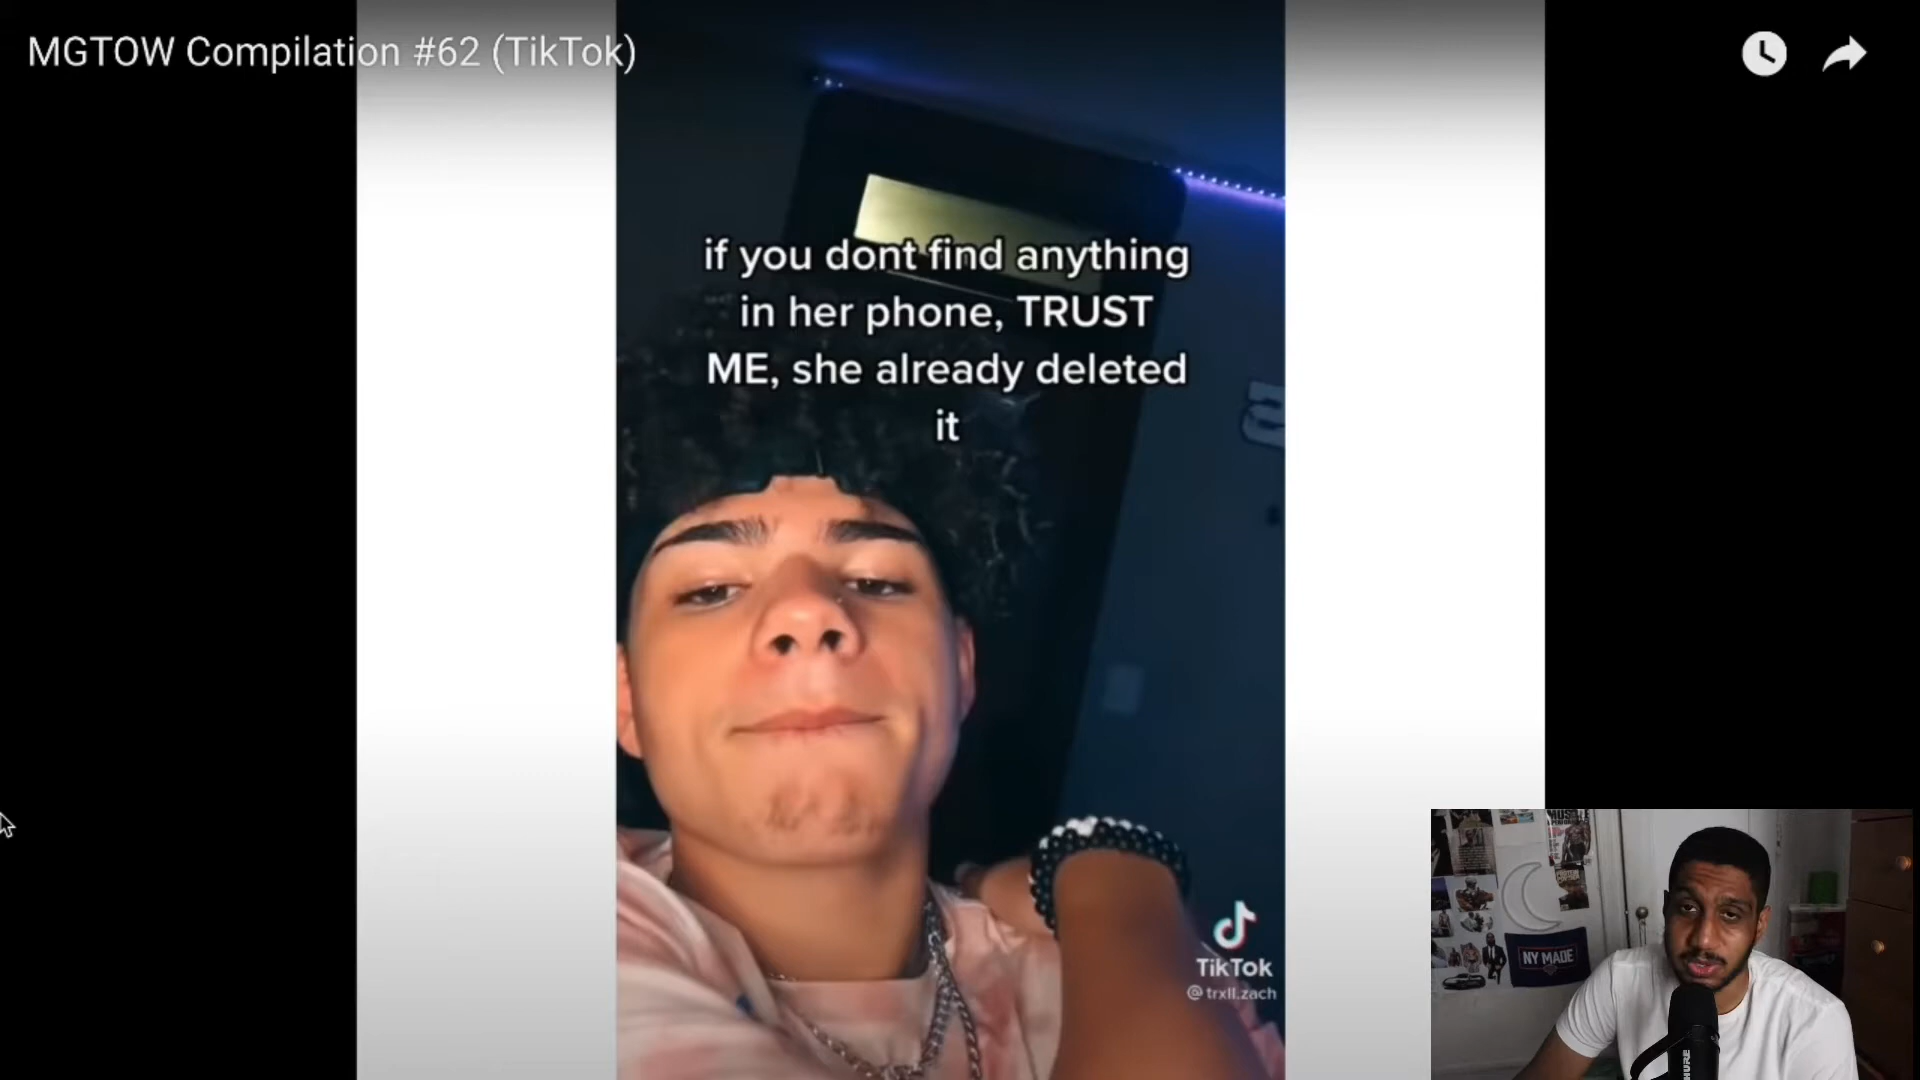 MGTOW Compilation #62 (TikTok)
if you dont find anything
in her phone, TRUST
ME, she already deleted
it
TikTok
@trxll.zach
NY MADE
SHURE